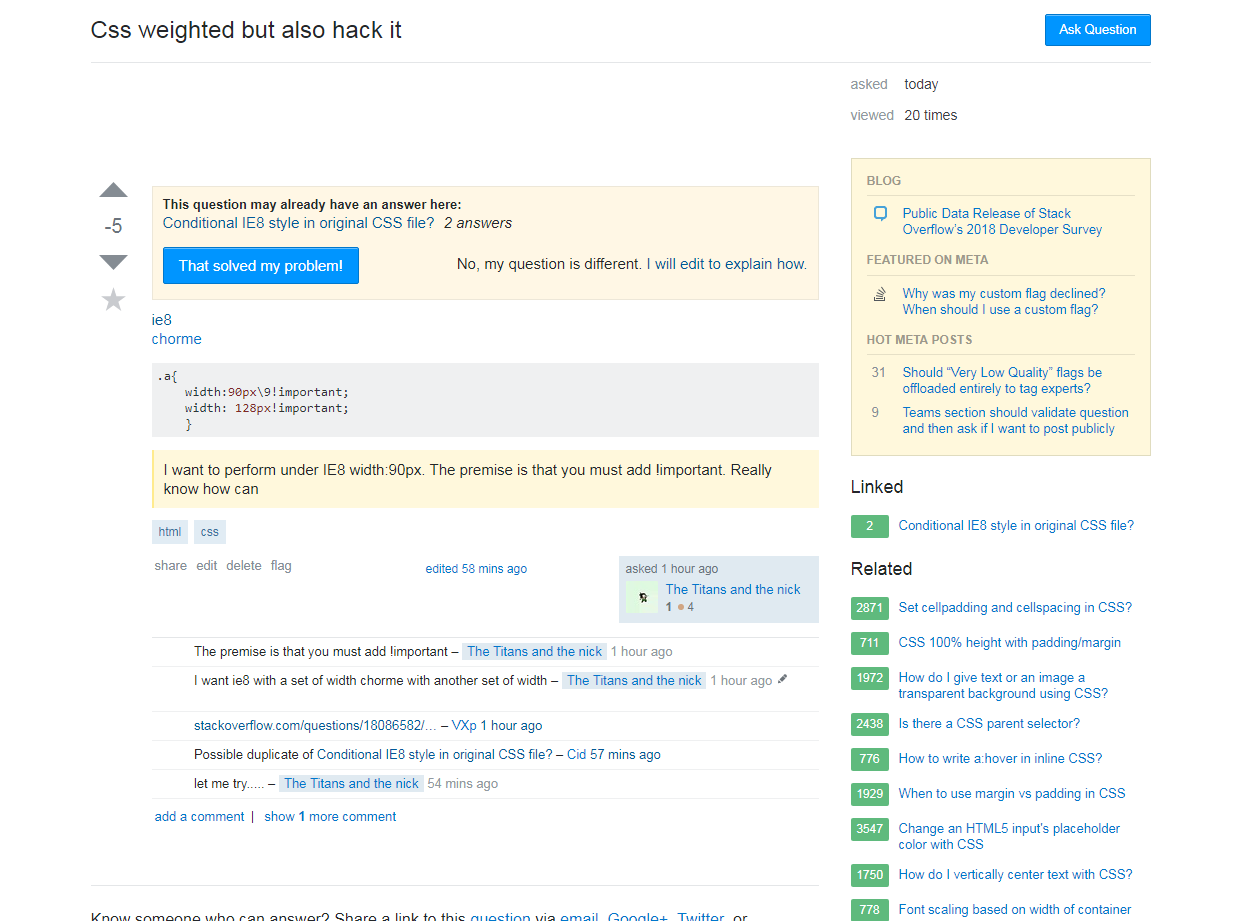 Css weighted but also hack it
Ask Question
asked today
viewed 20 times
-5
This question may already have an answer here:
Conditional IE8 style in original CSS file? 2 answers
That solved my problem!
No, my question is different. I will edit to explain how.
ie8
chorme
.a{
width:90px\9!important;
width: 128px!important;
}
I want to perform under IE8 width:90px. The premise is that you must add !important. Really
know how can
html css
share edit delete flag
edited 58 mins ago
asked 1 hour ago
The Titans and the nick
1 4
The premise is that you must add !important – The Titans and the nick 1 hour ago
I want ie8 with a set of width chorme with another set of width – The Titans and the nick 1 hour ago
stackoverflow.com/questions/18086582/… – VXp 1 hour ago
Possible duplicate of Conditional IE8 style in original CSS file? – Cid 57 mins ago
let me try..... – The Titans and the nick 54 mins ago
add a comment | show 1 more comment
Know someone who can answer? Share a link to this question via email, Google+, Twitter, or
BLOG
Public Data Release of Stack
Overflow's 2018 Developer Survey
FEATURED ON META
Why was my custom flag declined?
When should I use a custom flag?
HOT META POSTS
31 Should “Very Low Quality” flags be
offloaded entirely to tag experts?
9 Teams section should validate question
and then ask if I want to post publicly
Linked
2 Conditional IE8 style in original CSS file?
Related
2871 Set cellpadding and cellspacing in CSS?
711 CSS 100% height with padding/margin
1972 How do I give text or an image a
transparent background using CSS?
2438 Is there a CSS parent selector?
776 How to write a:hover in inline CSS?
1929 When to use margin vs padding in CSS
3547 Change an HTML5 input's placeholder
color with CSS
1750 How do I vertically center text with CSS?
778 Font scaling based on width of container